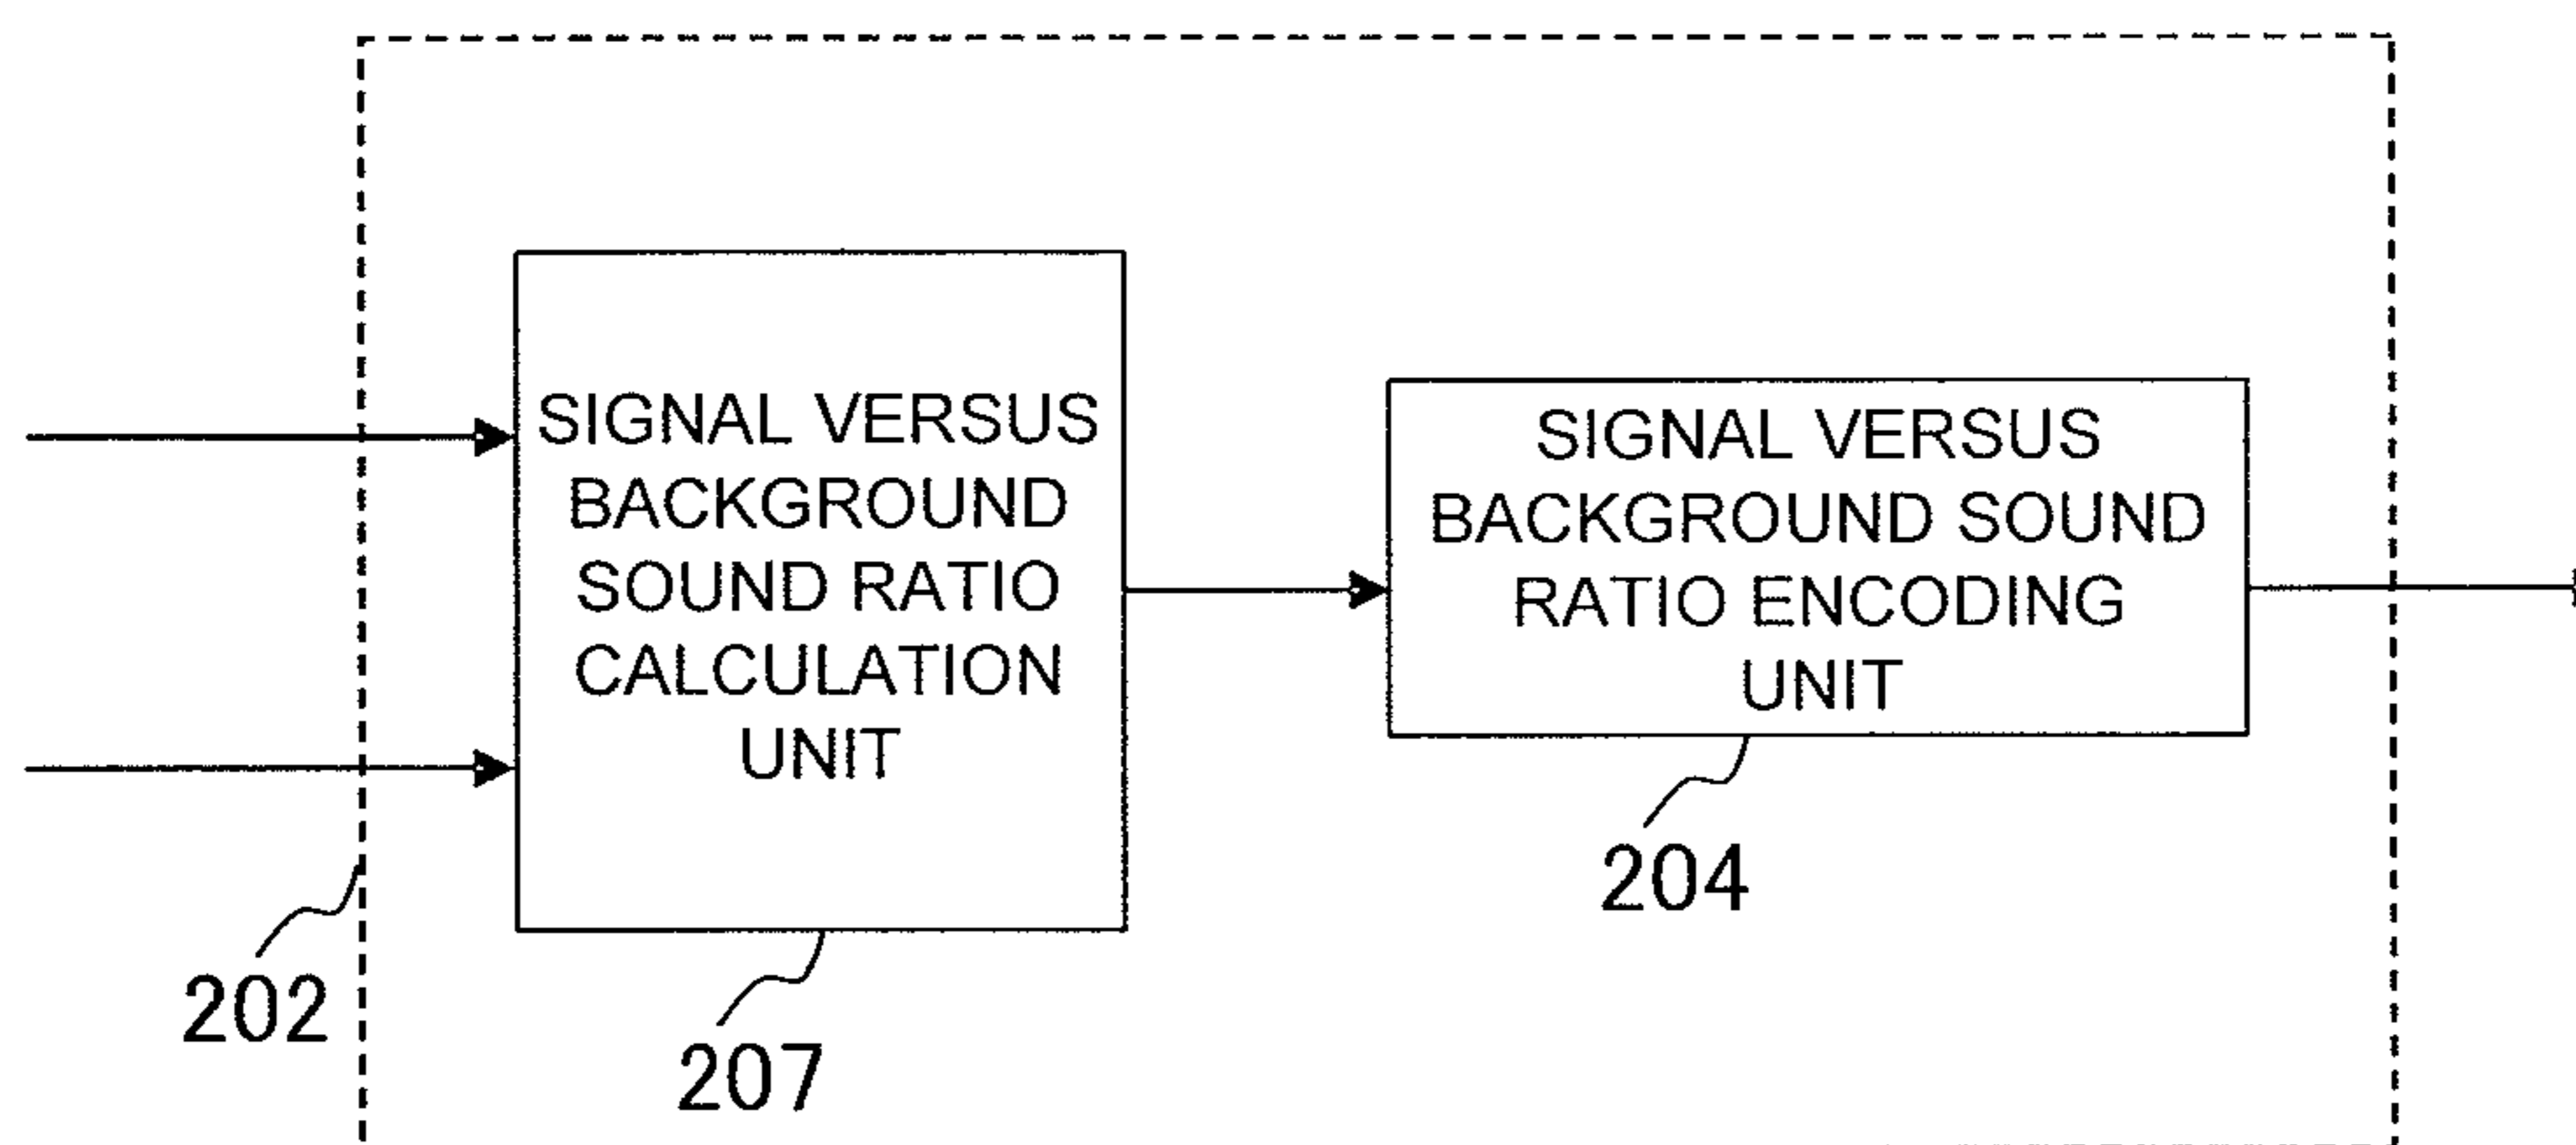 SIGNAL VERSUS
BACKGROUND
SOUND RATIO
CALCULATION
UNIT
SIGNAL VERSUS
BACKGROUND SOUND
RATIO ENCODING
UNIT
204
202
207